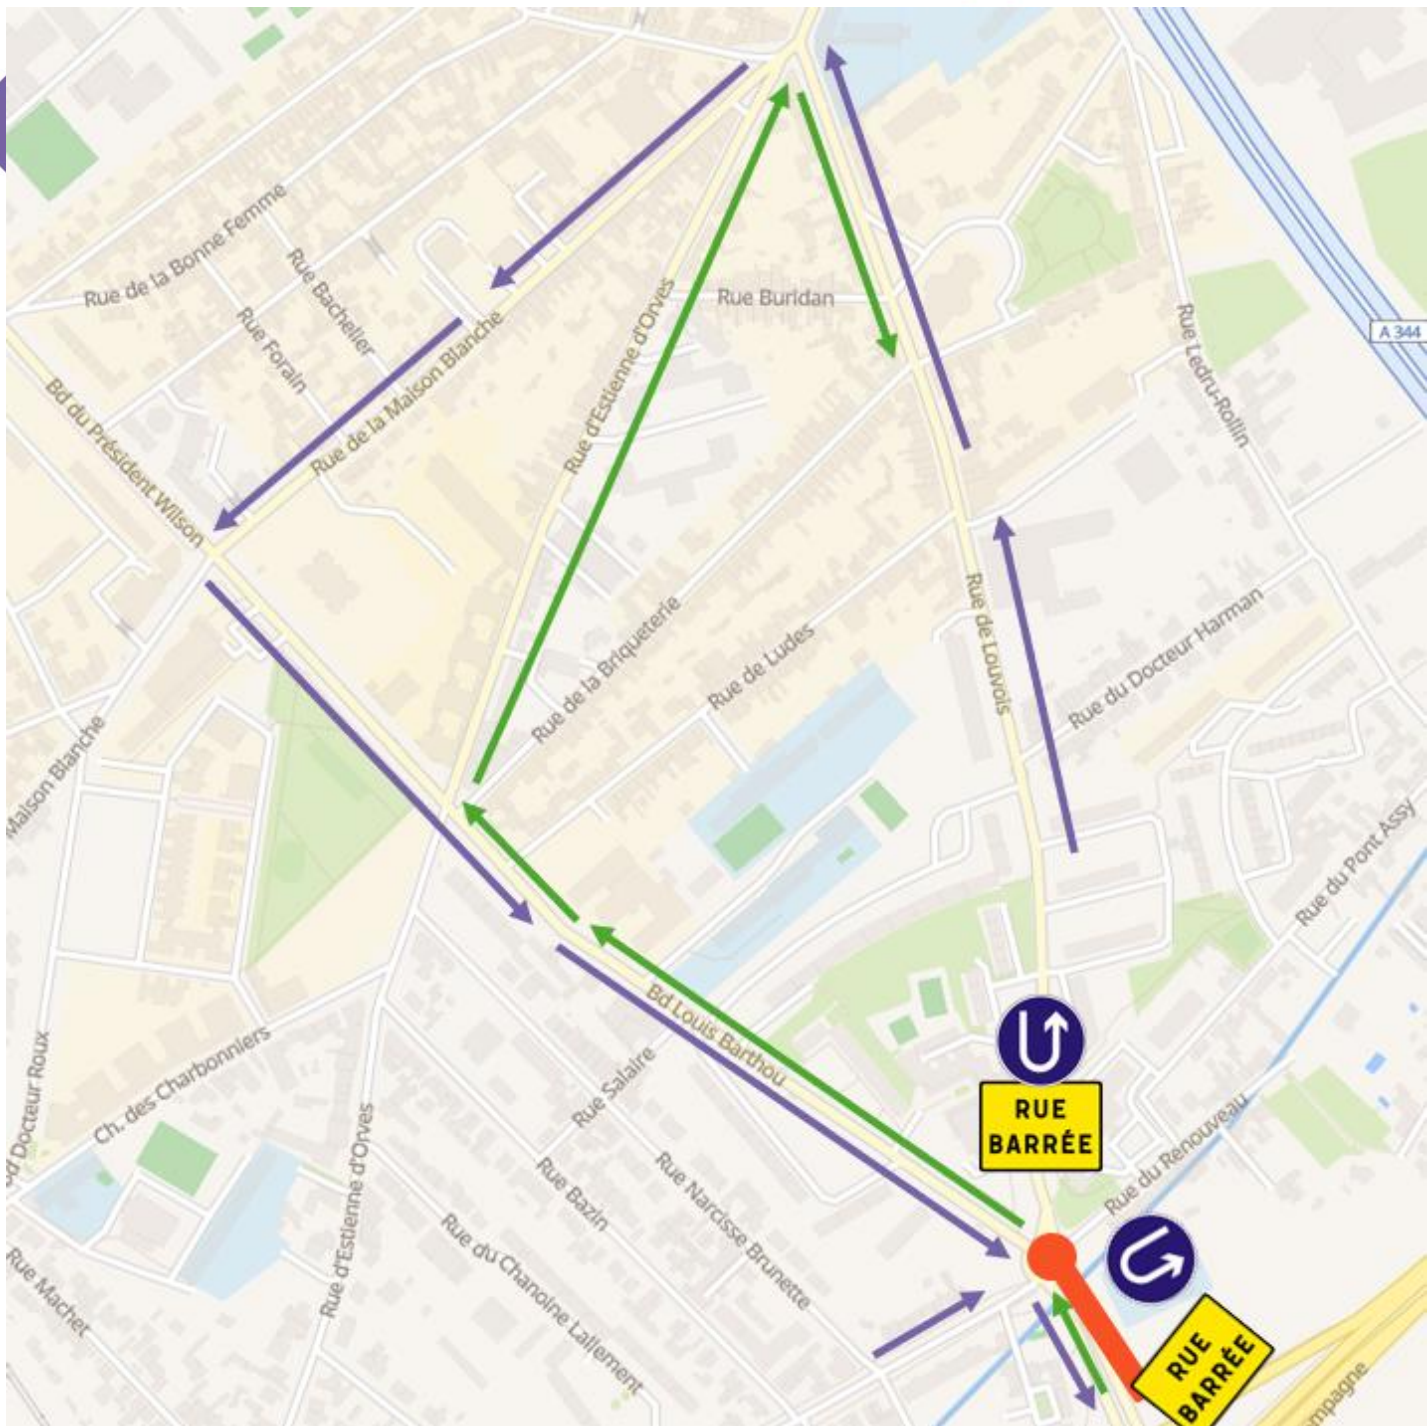 Rue de la Bonne Femme
Rue Bachelier
Rue Forain
Rue Buridan
Rue Ledru-Rollin
A 344
Rue d'Estienne d'Orves
Rue de la Maison Blanche
Bd du Président Wilson
Rue de la Briqueterie
Rue de Ludes
Rue de Louvois
Rue du Docteur Harman
Maison Blanche
Rue du Pont Assy
Bd Louis Barthou
Rue Salaire
Ch. des Charbonniers
Docteur Roux
RUE
BARRÉE
Rue du Renouveau
Rue d'Estienne d'Orves
Rue Bazin
Rue Narcisse Brunette
Rue du Chanoine Lallement
Rue Machet
RUE
BARRÉE
mpagne